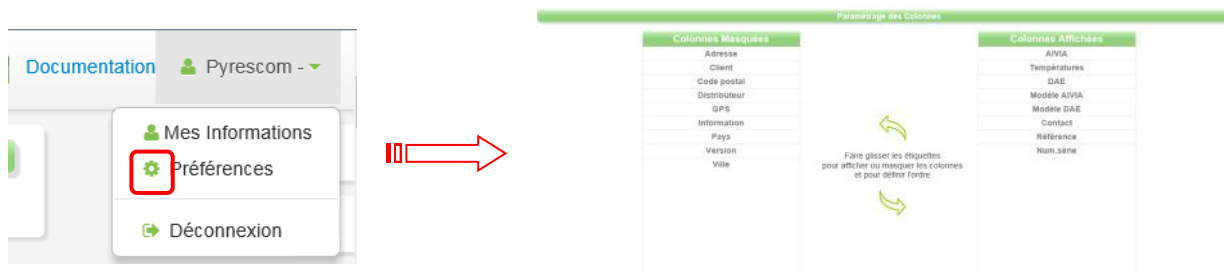 Documentation
Pyrescom -
Mes Informations
Préférences
Déconnexion
Paramétrage des Colonnes
Colonnes Masquées
Adresse
Client
Code postal
Distributeur
GPS
Information
Pays
Version
Ville
Faire glisser les étiquettes
pour afficher ou masquer les colonnes
et pour définir l'ordre
Colonnes Affichées
AIVIA
Températures
DAE
Modèle AIVIA
Modèle DAE
Contact
Référence
Num.série